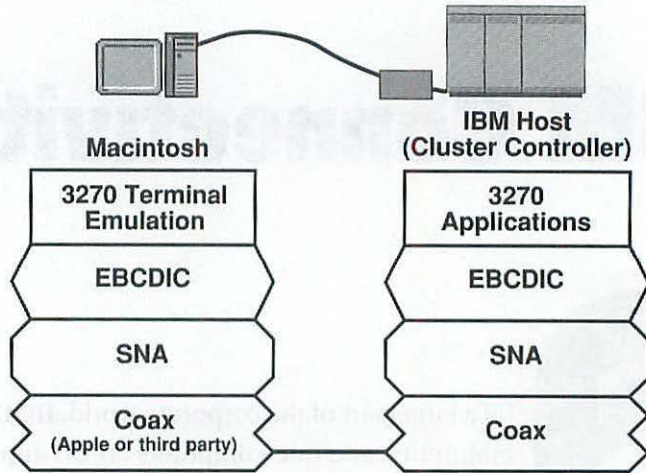 Macintosh
IBM Host
(Cluster Controller)
3270 Terminal
Emulation
EBCDIC
SNA
Coax
(Apple or third party)
3270
Applications
EBCDIC
SNA
Coax